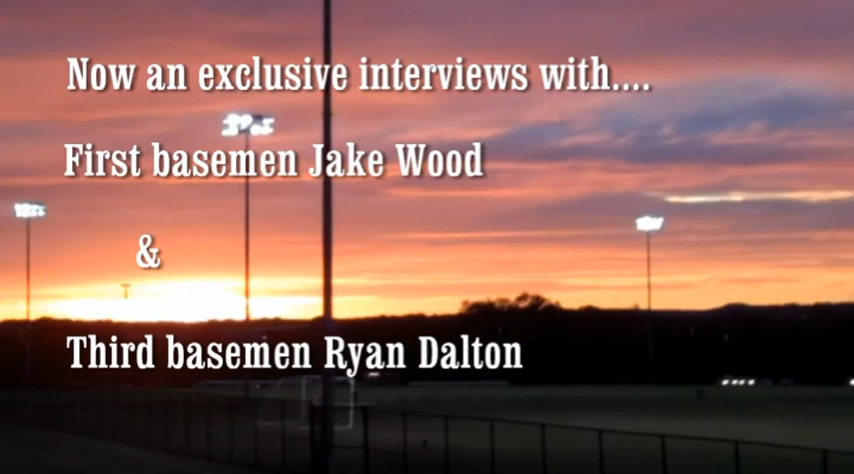 Now an exclusive interviews with....
First basemen Jake Wood
&
Third basemen Ryan Dalton